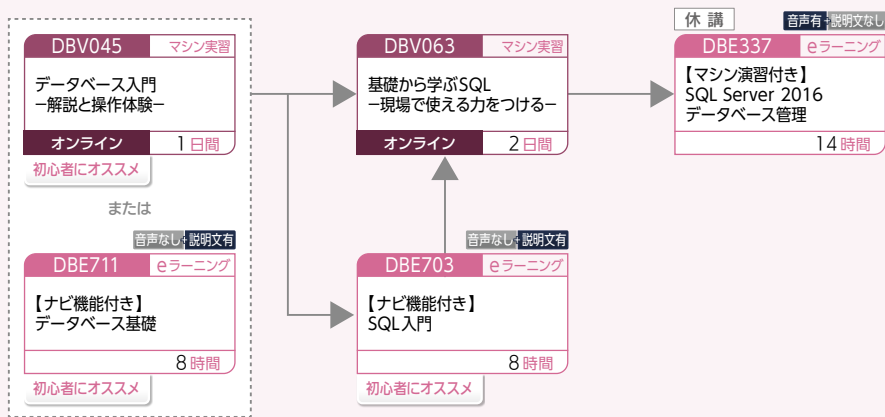 DBV045 マシン実習
データベース入門
−解説と操作体験−
オンライン 1日間
初心者にオススメ
または
音声なし+説明文有
DBE711 eラーニング
【ナビ機能付き】
データベース基礎
8時間
初心者にオススメ
DBV063 マシン実習
基礎から学ぶSQL
−現場で使える力をつける−
オンライン 2日間
音声なし+説明文有
DBE703 eラーニング
【ナビ機能付き】
SQL入門
8時間
初心者にオススメ
休 講 音声有+説明文なし
DBE337 eラーニング
【マシン演習付き】
SQL Server 2016
データベース管理
14時間